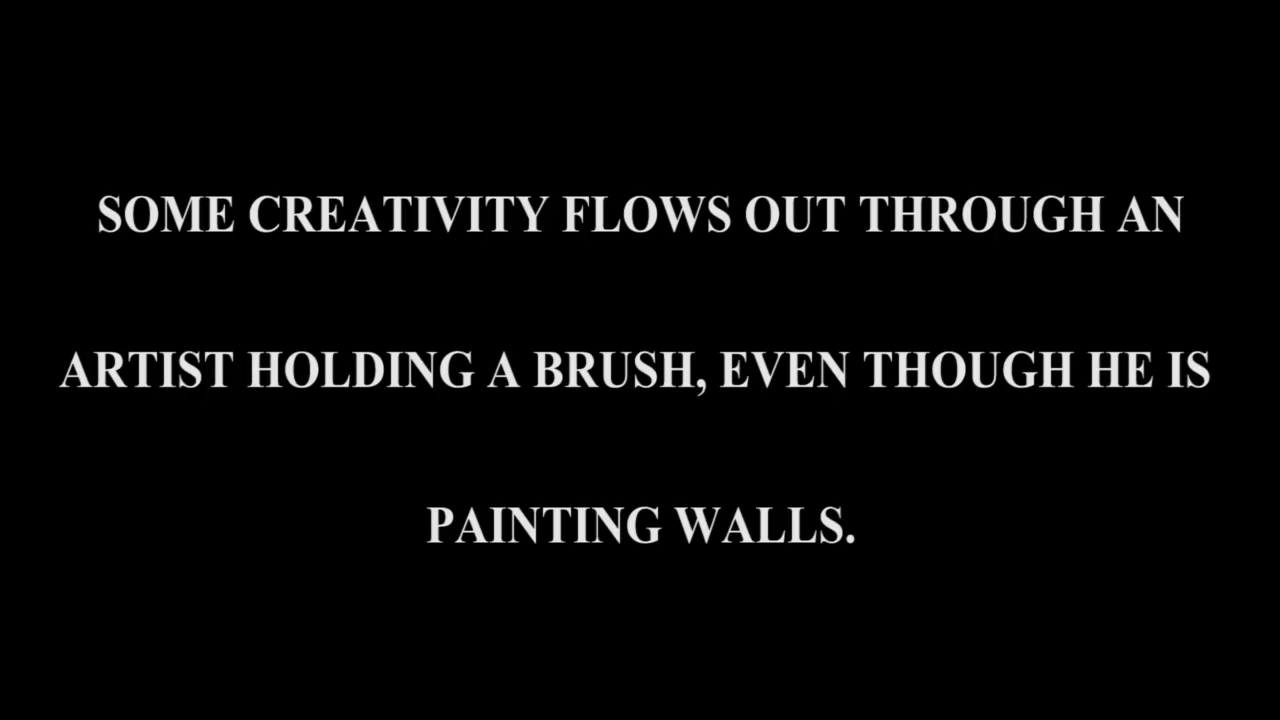 SOME CREATIVITY FLOWS OUT THROUGH AN
ARTIST HOLDING A BRUSH, EVEN THOUGH HE IS
PAINTING WALLS.